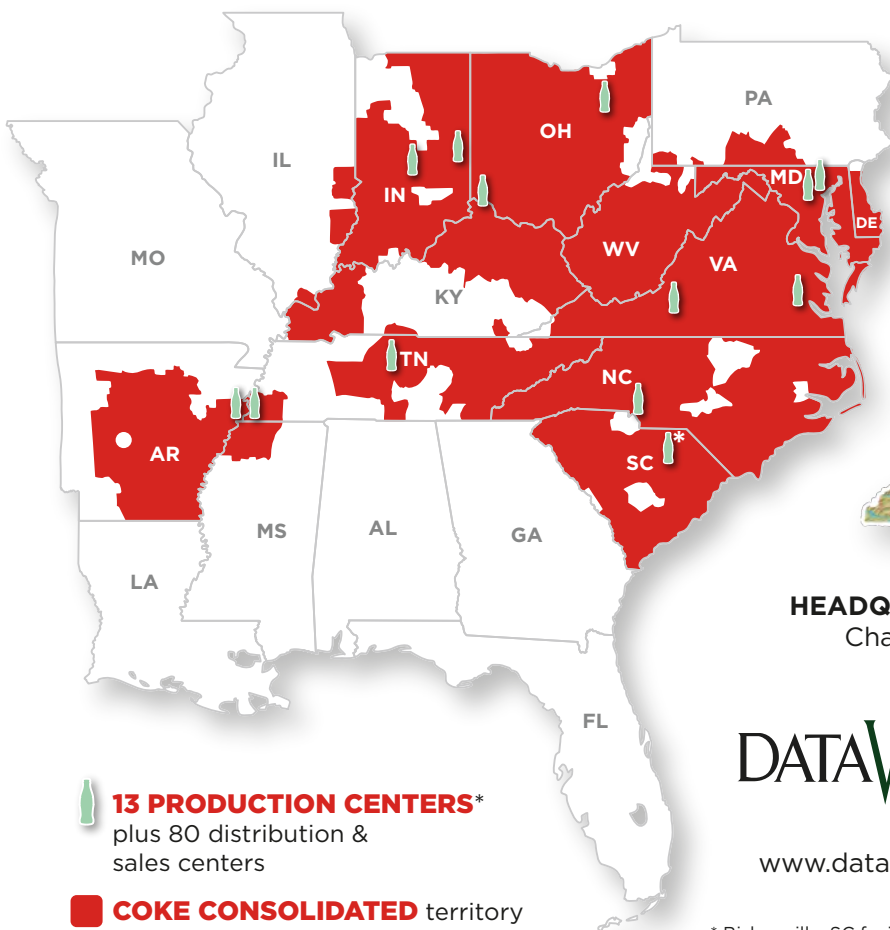 PA
OH
IL
MD
IN
DE
WV
VA
MO
KY
TN
NC
AR
*
SC
MS
AL
GA
LA
HEADQ
Cha
FL
DATA
13 PRODUCTION CENTERS*
plus 80 distribution &
sales centers
www.data
COKE CONSOLIDATED territory